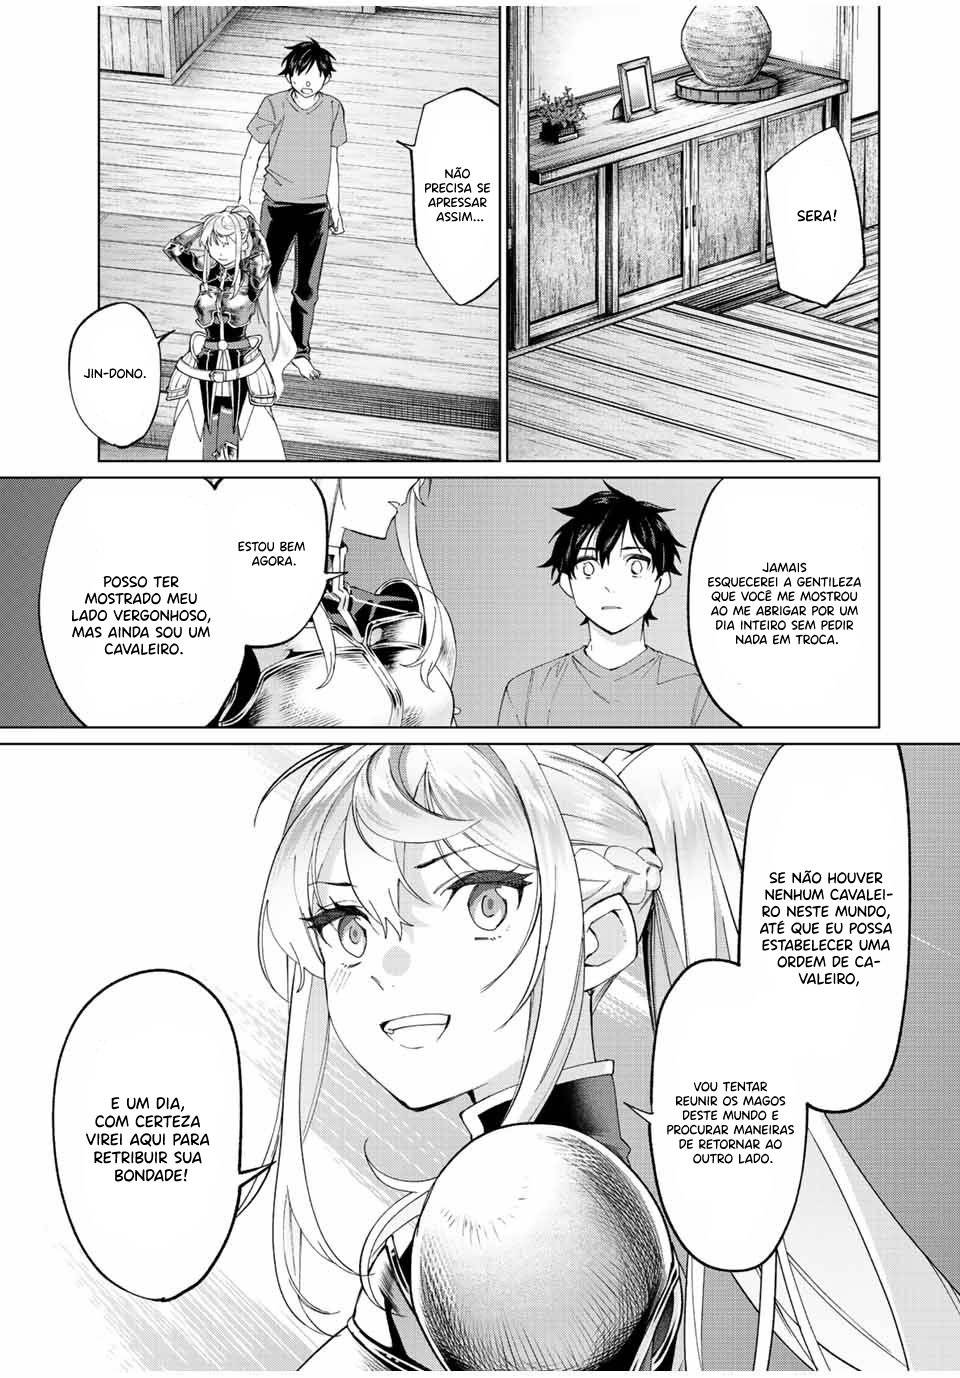 SERA!
NÃO
PRECISA SE
APRESSAR
ASSIM...
JIN-DONO.
JAMAIS
ESQUECEREI A GENTILEZA
QUE VOCÊ ME MOSTROU
AO ME ABRIGAR POR UM
DIA INTEIRO SEM PEDIR
NADA EM TROCA.
ESTOU BEM
AGORA.
POSSO TER
MOSTRADO MEU
LADO VERGONHOSO,
MAS AINDA SOU UM
CAVALEIRO.
SE NÃO HOUVER
NENHUM CAVALEI-
RO NESTE MUNDO,
ATÉ QUE EU POSSA
ESTABELECER UMA
ORDEM DE CA-
VALEIRO,
VOU TENTAR
REUNIR OS MAGOS
DESTE MUNDO E
PROCURAR MANEIRAS
DE RETORNAR AO
OUTRO LADO.
E UM DIA,
COM CERTEZA
VIREI AQUI PARA
RETRIBUIR SUA
BONDADE!